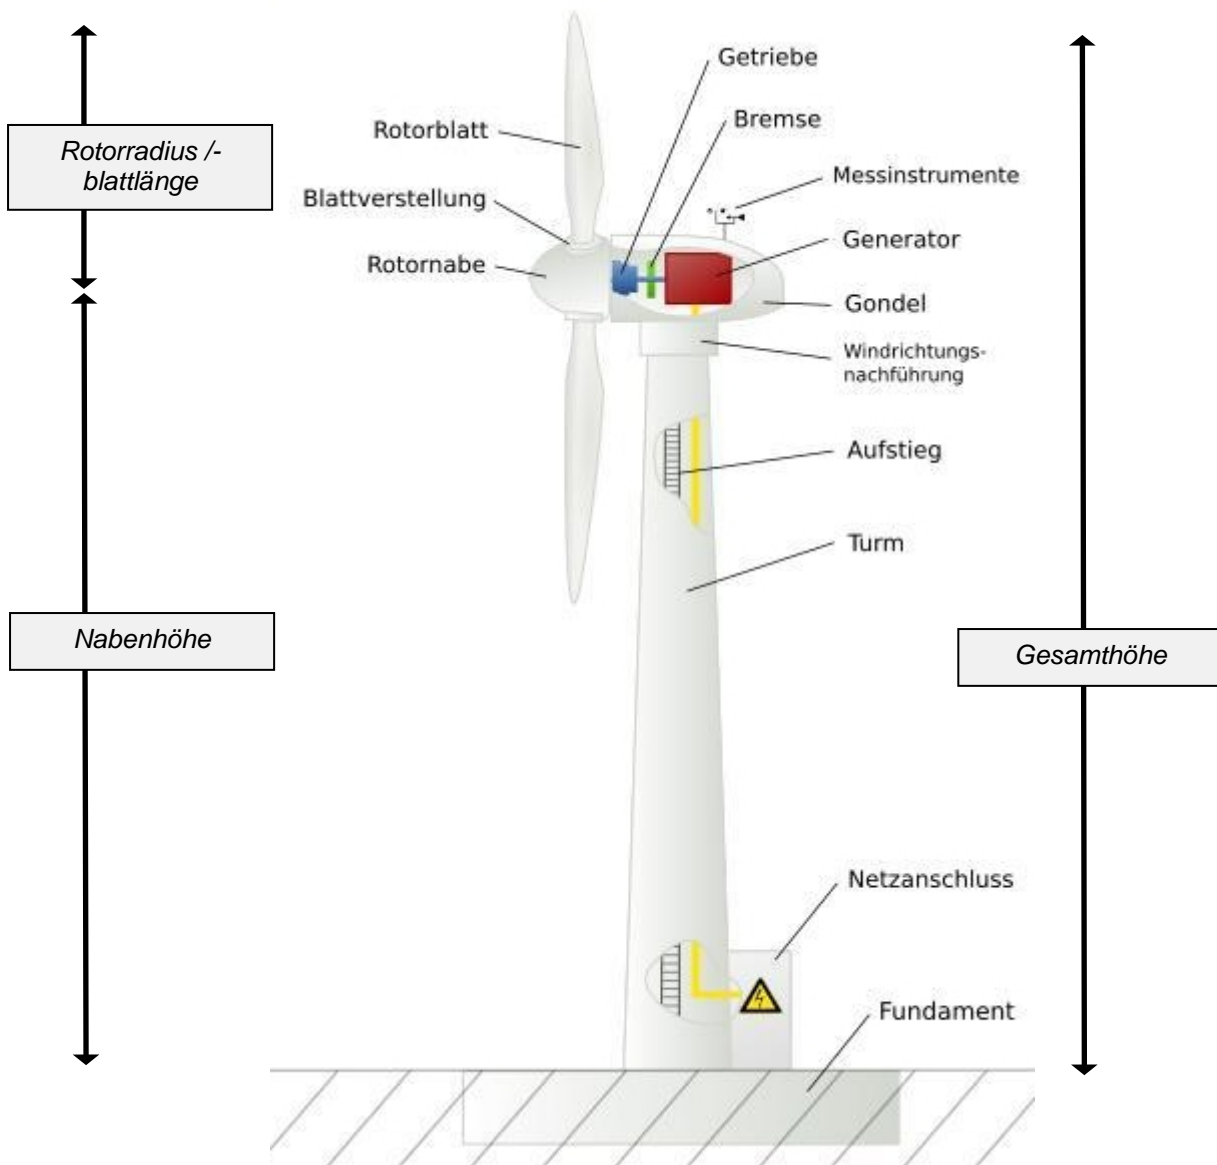 Getriebe
Bremse
Rotorblatt
Rotorradius /-
blattlänge
Messinstrumente
Blattverstellung
Generator
Rotornabe
Gondel
Windrichtungs-
nachführung
Aufstieg
Turm
Nabenhöhe
Gesamthöhe
Netzanschluss
Fundament